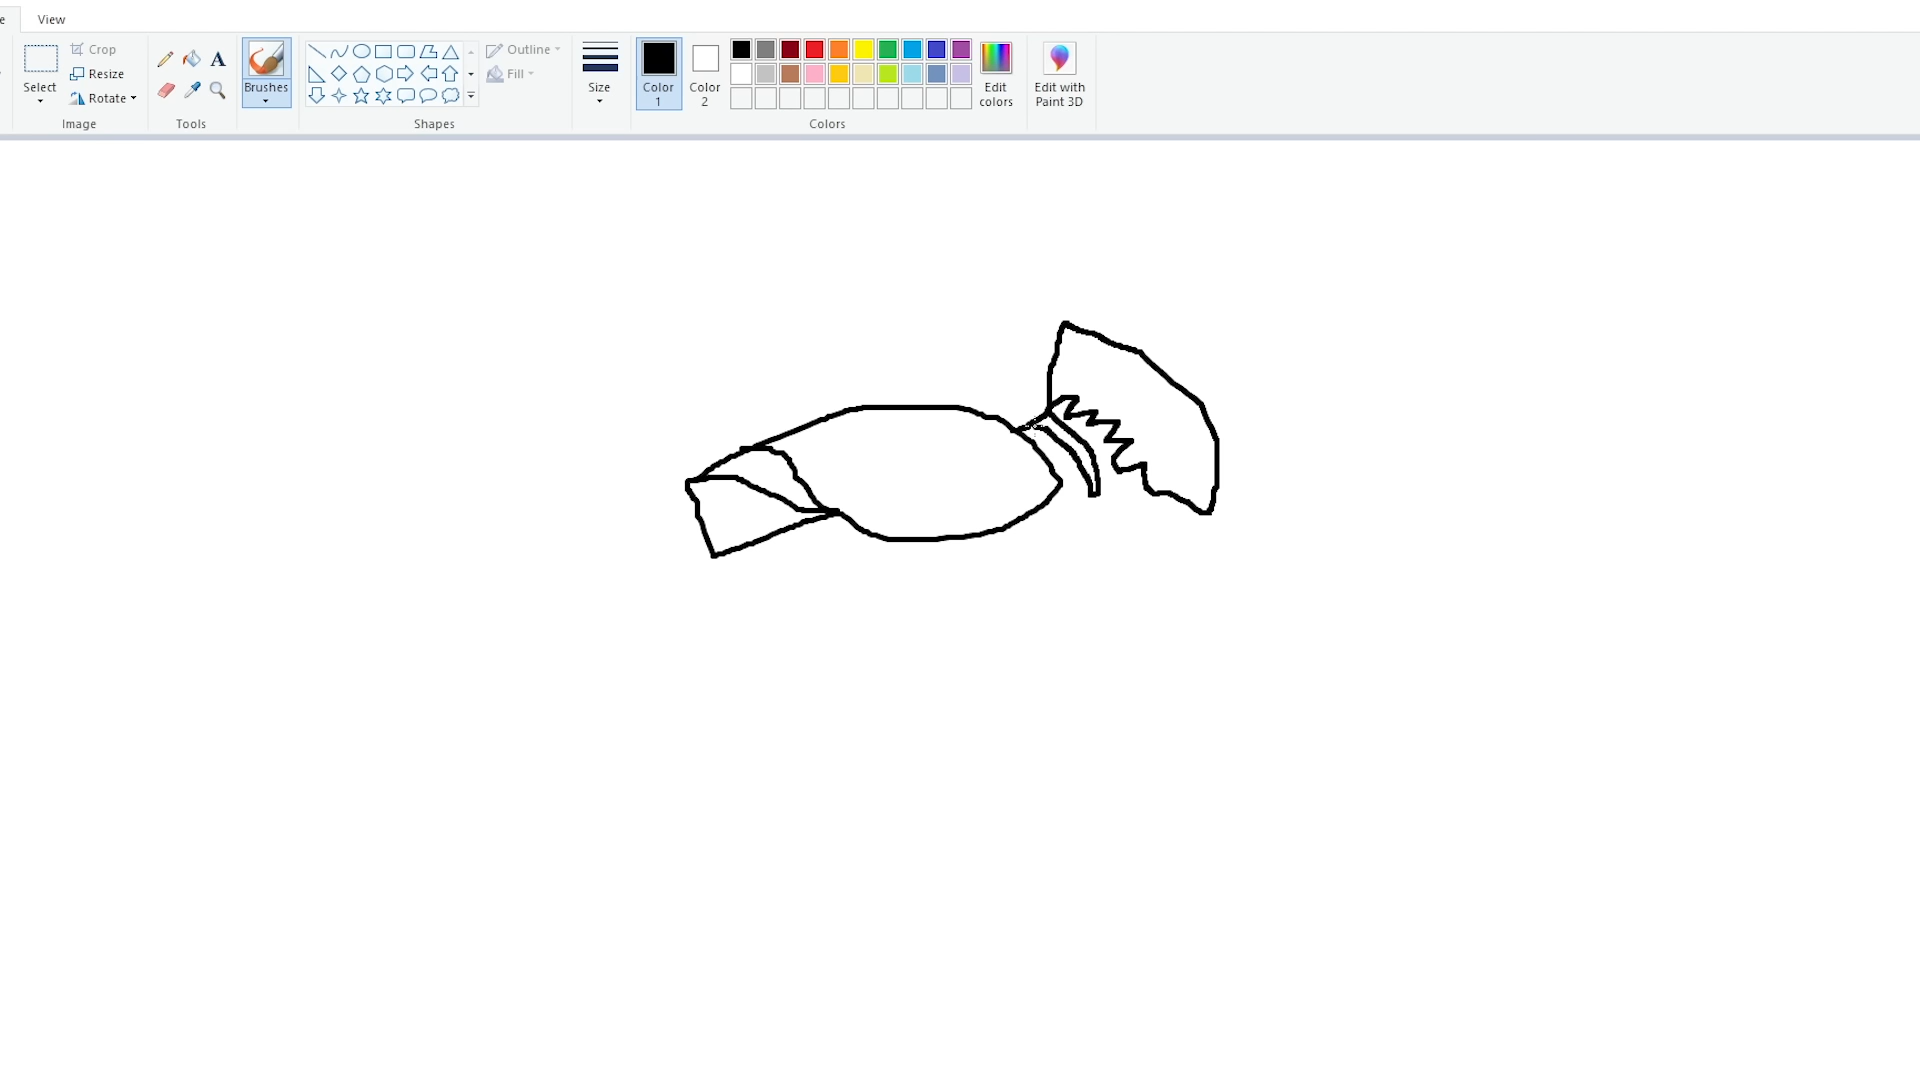 e View
Crop
Select Resize Brushes
Rotate
Image Tools
Outline
Fill
Shapes
Size
Color 1
Color 2
Edit colors
Colors
Edit with Paint 3D
A